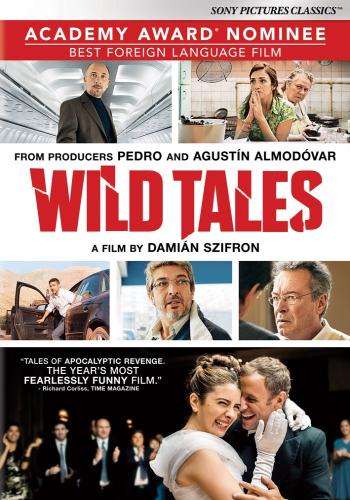 SONY PICTURES CLASSICS™
ACADEMY AWARD® NOMINEE
BEST FOREIGN LANGUAGE FILM
FROM PRODUCERS PEDRO AND AGUSTÍN ALMODÓVAR
WILD TALES
A FILM BY DAMIÁN SZIFRON
"TALES OF APOCALYPTIC REVENGE.
THE YEAR'S MOST
FEARLESSLY FUNNY FILM."
- Richard Corliss, TIME MAGAZINE